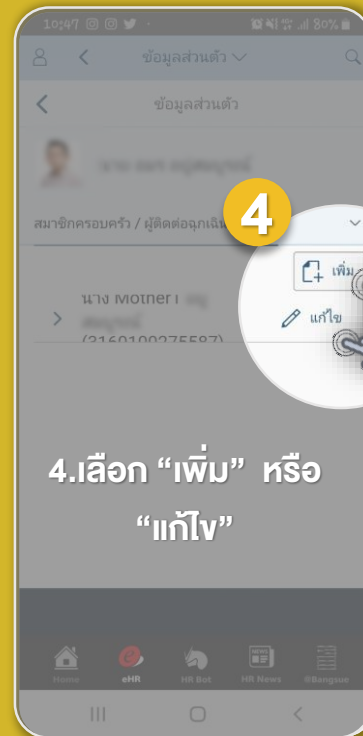 10:47
80%
ข้อมูลส่วนตัว
ข้อมูลส่วนตัว
สมาชิกครอบครัว / ผู้ติดต่อฉุกเฉิน
4
เพิ่ม
นาง Mother
แก้ไข
(3160100275587)
4.เลือก “เพิ่ม” หรือ
“แก้ไข”
Home
eHR
HR Bot
HR News
@Bangsue